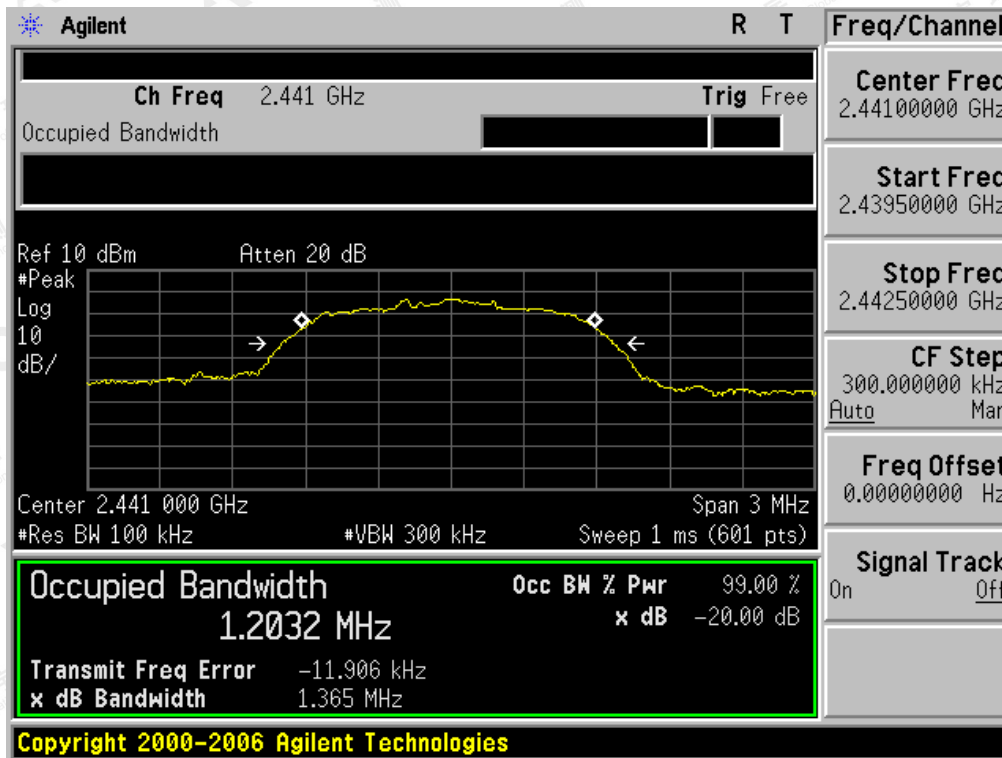 Agilent R T Freq/Channel
Ch Freq 2.441 GHz Trig Free
Occupied Bandwidth
Center Freq
2.44100000 GHz
Start Freq
2.43950000 GHz
Stop Freq
2.44250000 GHz
CF Step
300.000000 kHz
Auto Man
Freq Offset
0.00000000 Hz
Signal Track
On Off
Ref 10 dBm Atten 20 dB
#Peak
Log
10
dB/
Center 2.441 000 GHz Span 3 MHz
#Res BW 100 kHz #VBW 300 kHz Sweep 1 ms (601 pts)
Occupied Bandwidth Occ BW % Pwr 99.00 %
1.2032 MHz x dB -20.00 dB
Transmit Freq Error -11.906 kHz
x dB Bandwidth 1.365 MHz
Copyright 2000-2006 Agilent Technologies